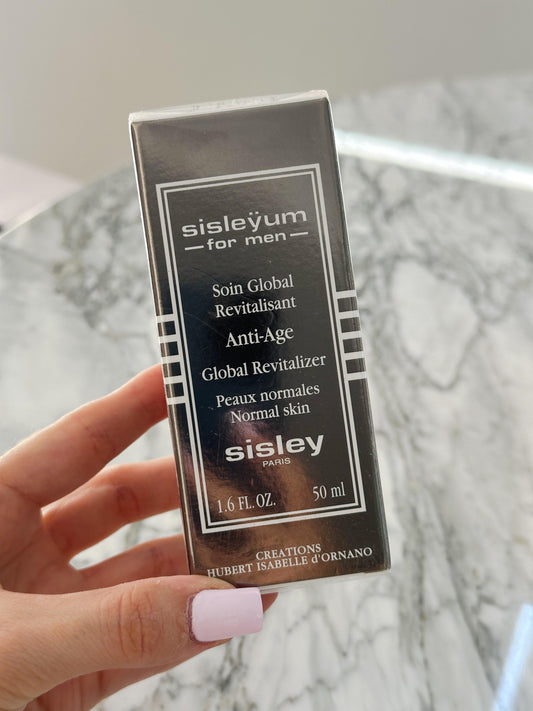 sisleÿum
for men
Soin Global
Revitalisant
Anti-Age
Global Revitalizer
Peaux normales
Normal skin
sisley
PARIS
1.6 FL. OZ. 50 ml
CREATIONS
HUBERT ISABELLE d'ORNANO